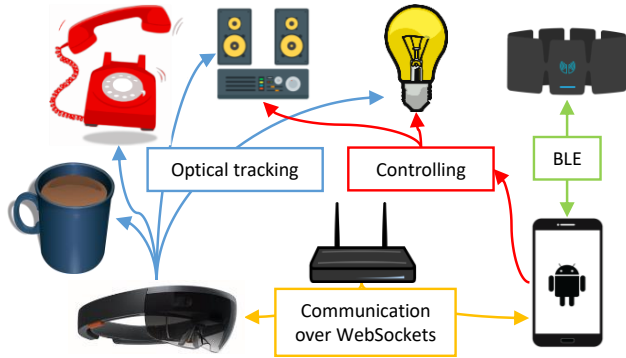 Optical tracking
Controlling
BLE
Communication
over WebSockets